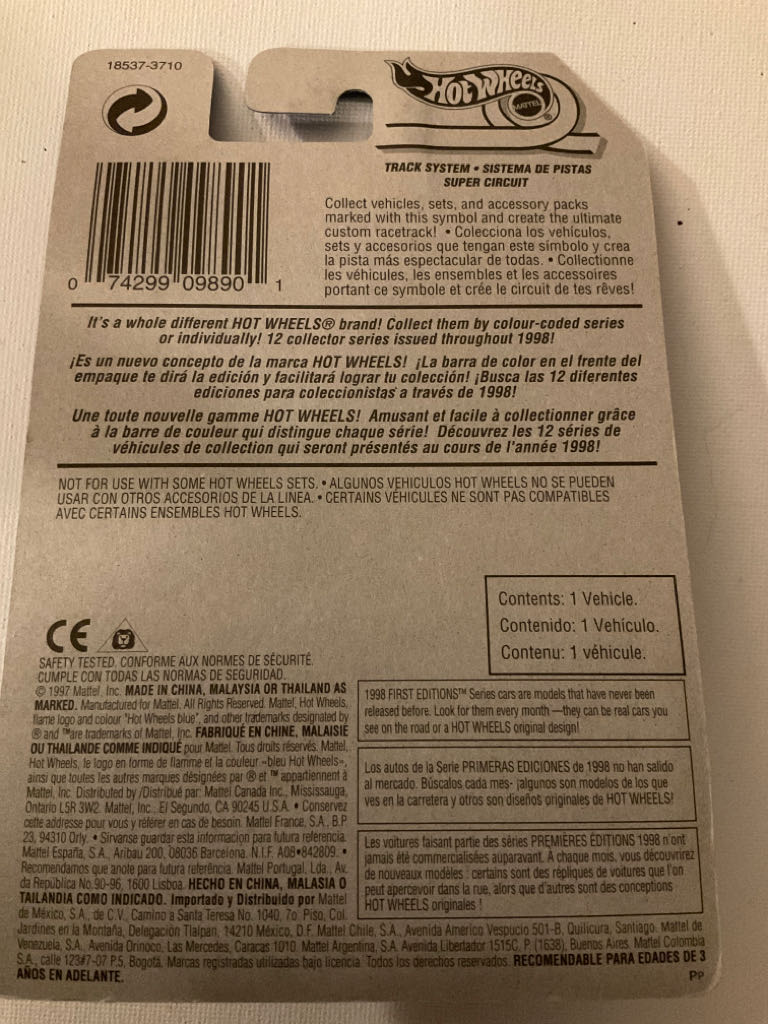 18537-3710
HOT WHEELS
MATTEL
®
TRACK SYSTEM • SISTEMA DE PISTAS
SUPER CIRCUIT
Collect vehicles, sets, and accessory packs
marked with this symbol and create the ultimate
custom racetrack! • Colecciona los vehículos,
sets y accesorios que tengan este símbolo y crea
la pista más espectacular de todas. • Collectionne
les véhicules, les ensembles et les accessoires
portant ce symbole et crée le circuit de tes rêves!
0 74299 09890 1
It's a whole different HOT WHEELS® brand! Collect them by colour-coded series
or individually! 12 collector series issued throughout 1998!
¡Es un nuevo concepto de la marca HOT WHEELS! ¡La barra de color en el frente del
empaque te dirá la edición y facilitará lograr tu colección! ¡Busca las 12 diferentes
ediciones para coleccionistas a través de 1998!
Une toute nouvelle gamme HOT WHEELS! Amusant et facile à collectionner grâce
à la barre de couleur qui distingue chaque série! Découvrez les 12 séries de
véhicules de collection qui seront présentés au cours de l'année 1998!
NOT FOR USE WITH SOME HOT WHEELS SETS. • ALGUNOS VEHICULOS HOT WHEELS NO SE PUEDEN
USAR CON OTROS ACCESORIOS DE LA LINEA. • CERTAINS VÉHICULES NE SONT PAS COMPATIBLES
AVEC CERTAINS ENSEMBLES HOT WHEELS.
Contents: 1 Vehicle.
Contenido: 1 Vehículo.
Contenu: 1 véhicule.
CE
SAFETY TESTED. CONFORME AUX NORMES DE SÉCURITÉ.
CUMPLE CON TODAS LAS NORMAS DE SEGURIDAD.
© 1997 Mattel, Inc. MADE IN CHINA, MALAYSIA OR THAILAND AS
MARKED. Manufactured for Mattel. All Rights Reserved. Mattel, Hot Wheels,
flame logo and colour "Hot Wheels blue", and other trademarks designated by
® and ™are trademarks of Mattel, Inc. FABRIQUÉ EN CHINE, MALAISIE
OU THAILANDE COMME INDIQUÉ pour Mattel. Tous droits réservés. Mattel,
Hot Wheels, le logo en forme de flamme et la couleur «bleu Hot Wheels»,
ainsi que toutes les autres marques désignées par ® et ™ appartiennent à
Mattel, Inc. Distributed by /Distribué par: Mattel Canada Inc., Mississauga,
Ontario L5R 3W2. Mattel, Inc., El Segundo, CA 90245 U.S.A. • Conservez
cette adresse pour vous y référer en cas de besoin. Mattel France, S.A., B.P.
23, 94310 Orly. • Sírvanse guardar esta información para futura referencia.
Mattel España, S.A., Aribau 200, 08036 Barcelona. N.I.F. A08•842809. •
Recomendamos que anote para futura referência. Mattel Portugal, Lda., Av.
da República No. 90-96, 1600 Lisboa. HECHO EN CHINA, MALASIA O
TAILANDIA COMO INDICADO. Importado y Distribuido por Mattel
de México, S.A., de C.V., Camino a Santa Teresa No. 1040, 7o. Piso, Col.
Jardines en la Montaña, Delegación Tlalpan, 14210 México, D.F. Mattel Chile, S.A., Avenida Américo Vespucio 501-B, Quilicura, Santiago. Mattel de
Venezuela, S.A., Avenida Orinoco, Las Mercedes, Caracas 1010. Mattel Argentina, S.A. Avenida Libertador 1515C, P. (1638), Buenos Aires. Mattel Colombia
S.A., calle 123#7-07 P.5, Bogotá. Marcas registradas utilizadas bajo licencia. Todos los derechos reservados. RECOMENDABLE PARA EDADES DE 3
AÑOS EN ADELANTE.
1998 FIRST EDITIONS™ Series cars are models that have never been
released before. Look for them every month —they can be real cars you
see on the road or a HOT WHEELS original design!
Los autos de la Serie PRIMERAS EDICIONES de 1998 no han salido
al mercado. Búscalos cada mes- ¡algunos son modelos de los que
ves en la carretera y otros son diseños originales de HOT WHEELS!
Les voitures faisant partie des séries PREMIÈRES ÉDITIONS 1998 n'ont
jamais été commercialisées auparavant. À chaque mois, vous découvrirez
de nouveaux modèles : certains sont des répliques de voitures que l'on
peut apercevoir dans la rue, alors que d'autres sont des conceptions
HOT WHEELS originales !
PP